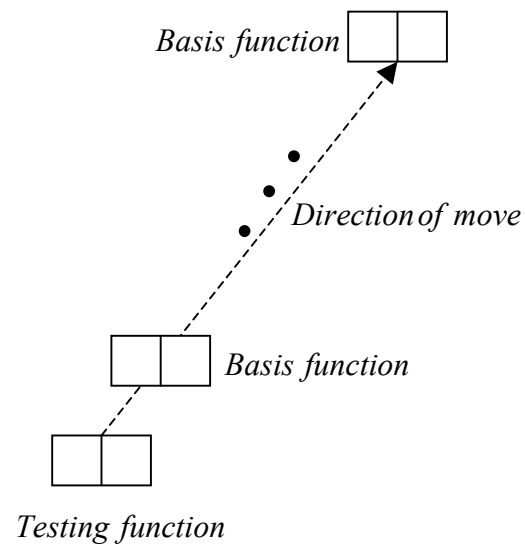 Basis function
Direction of move
Basis function
Testing function